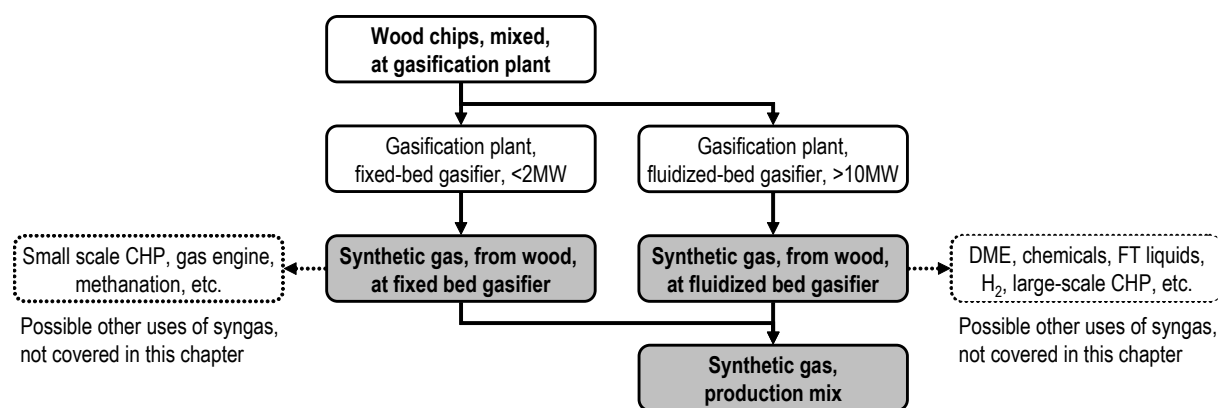 Wood chips, mixed,
at gasification plant
Gasification plant,
fixed-bed gasifier, <2MW
Gasification plant,
fluidized-bed gasifier, >10MW
Small scale CHP, gas engine,
methanation, etc.
Possible other uses of syngas,
not covered in this chapter
Synthetic gas, from wood,
at fixed bed gasifier
Synthetic gas, from wood,
at fluidized bed gasifier
DME, chemicals, FT liquids,
H₂, large-scale CHP, etc.
Possible other uses of syngas,
not covered in this chapter
Synthetic gas,
production mix